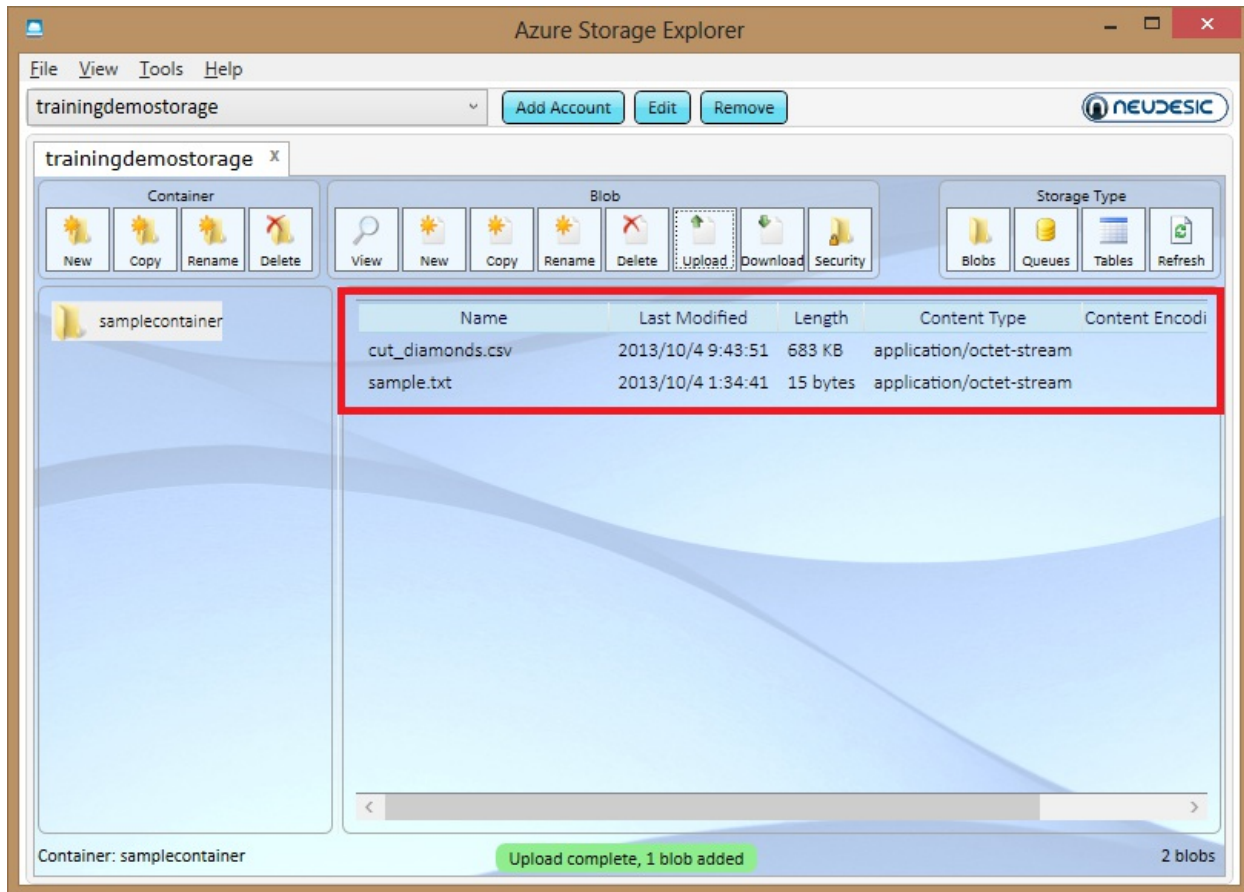 Azure Storage Explorer
File View Tools Help
trainingdemostorage Add Account Edit Remove NEUDESIC
trainingdemostorage x
Container Blob Storage Type
New Copy Rename Delete View New Copy Rename Delete Upload Download Security Blobs Queues Tables Refresh
samplecontainer
Name Last Modified Length Content Type Content Encodi
cut_diamonds.csv 2013/10/4 9:43:51 683 KB application/octet-stream
sample.txt 2013/10/4 1:34:41 15 bytes application/octet-stream
Container: samplecontainer Upload complete, 1 blob added 2 blobs